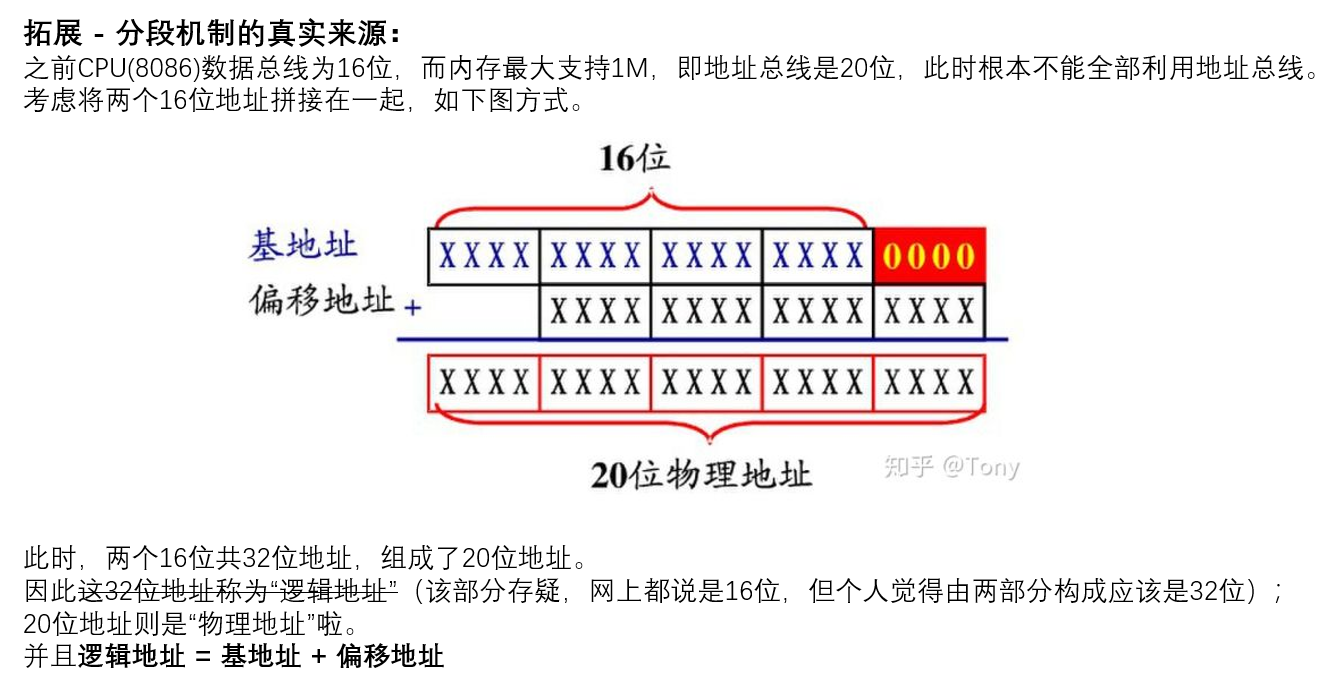 拓展 - 分段机制的真实来源：
之前CPU(8086)数据总线为16位，而内存最大支持1M，即地址总线是20位，此时根本不能全部利用地址总线。
考虑将两个16位地址拼接在一起，如下图方式。
16位
基地址 XXXX XXXX XXXX XXXX 0000
偏移地址 + XXXX XXXX XXXX XXXX
XXXX XXXX XXXX XXXX XXXX
20位物理地址
知乎 @Tony
此时，两个16位共32位地址，组成了20位地址。
因此这32位地址称为“逻辑地址”（该部分存疑，网上都说是16位，但个人觉得由两部分构成应该是32位）；
20位地址则是“物理地址”啦。
并且逻辑地址 = 基地址 + 偏移地址